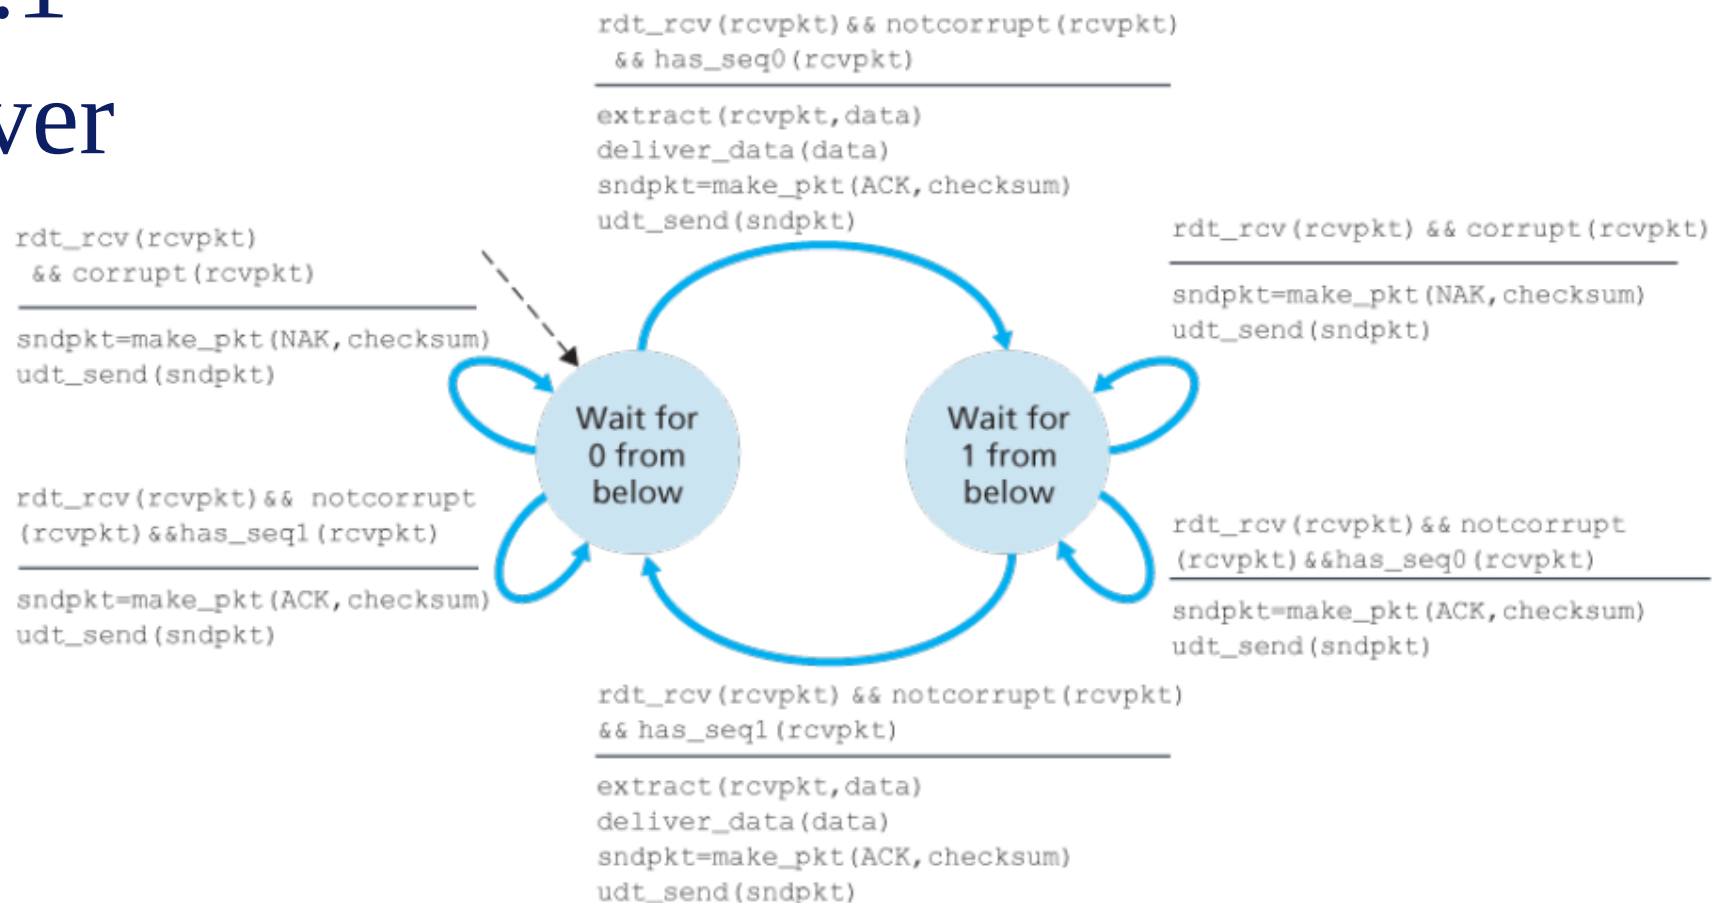 .1
ver
rdt_rcv(rcvpkt)&& notcorrupt(rcvpkt)
&& has_seq0(rcvpkt)
extract(rcvpkt,data)
deliver_data(data)
sndpkt=make_pkt(ACK,checksum)
udt_send(sndpkt)
rdt_rcv(rcvpkt)
&& corrupt(rcvpkt)
sndpkt=make_pkt(NAK,checksum)
udt_send(sndpkt)
rdt_rcv(rcvpkt) && corrupt(rcvpkt)
sndpkt=make_pkt(NAK,checksum)
udt_send(sndpkt)
Wait for
0 from
below
Wait for
1 from
below
rdt_rcv(rcvpkt)&& notcorrupt
(rcvpkt)&&has_seq1(rcvpkt)
sndpkt=make_pkt(ACK,checksum)
udt_send(sndpkt)
rdt_rcv(rcvpkt)&& notcorrupt
(rcvpkt)&&has_seq0(rcvpkt)
sndpkt=make_pkt(ACK,checksum)
udt_send(sndpkt)
rdt_rcv(rcvpkt) && notcorrupt(rcvpkt)
&& has_seq1(rcvpkt)
extract(rcvpkt,data)
deliver_data(data)
sndpkt=make_pkt(ACK,checksum)
udt_send(sndpkt)